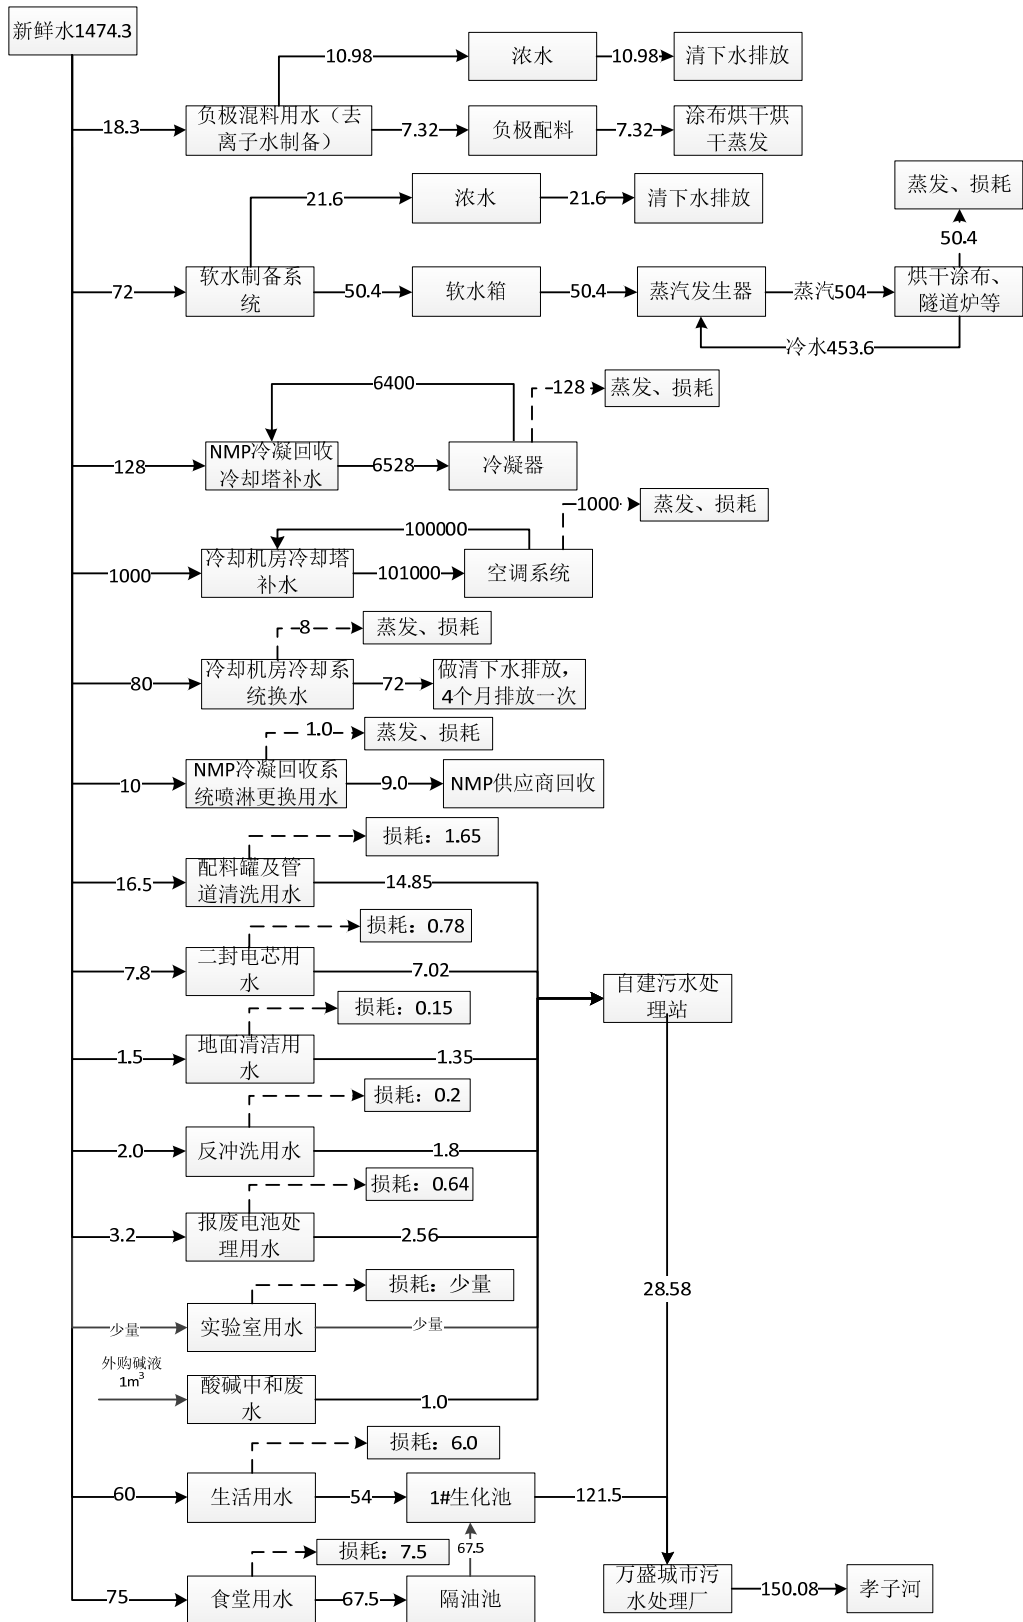 新鲜水1474.3
10.98
浓水
10.98
清下水排放
18.3
负极混料用水（去
离子水制备）
7.32
负极配料
7.32
涂布烘干烘
干蒸发
21.6
浓水
21.6
清下水排放
蒸发、损耗
50.4
72
软水制备系
统
50.4
软水箱
50.4
蒸汽发生器
蒸汽504
烘干涂布、
隧道炉等
冷水453.6
6400
128
蒸发、损耗
128
NMP冷凝回收
冷却塔补水
6528
冷凝器
1000
蒸发、损耗
100000
1000
冷却机房冷却塔
补水
101000
空调系统
8
蒸发、损耗
80
冷却机房冷却系
统换水
72
做清下水排放，
4个月排放一次
1.0
蒸发、损耗
10
NMP冷凝回收系
统喷淋更换用水
9.0
NMP供应商回收
损耗：1.65
16.5
配料罐及管
道清洗用水
14.85
损耗：0.78
7.8
二封电芯用
水
7.02
自建污水处
理站
损耗：0.15
1.5
地面清洁用
水
1.35
损耗：0.2
2.0
反冲洗用水
1.8
损耗：0.64
3.2
报废电池处
理用水
2.56
损耗：少量
28.58
少量
实验室用水
少量
外购碱液
1m³
酸碱中和废
水
1.0
损耗：6.0
60
生活用水
54
1#生化池
121.5
损耗：7.5
67.5
75
食堂用水
67.5
隔油池
万盛城市污
水处理厂
150.08
孝子河